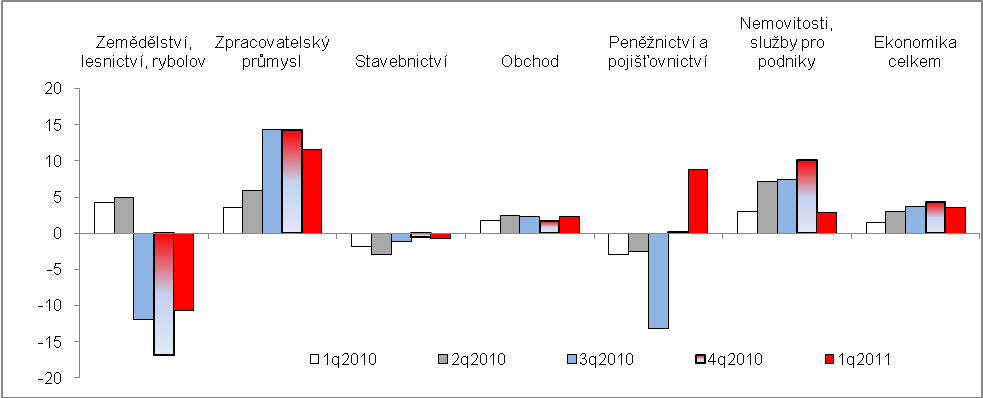 Zemědělství,
lesnictví, rybolov
Zpracovatelský
průmysl
Stavebnictví
Obchod
Peněžnictví a
pojišťovnictví
Nemovitosti,
služby pro
podniky
Ekonomika
celkem
20
15
10
5
0
-5
-10
-15
-20
1q2010
2q2010
3q2010
4q2010
1q2011